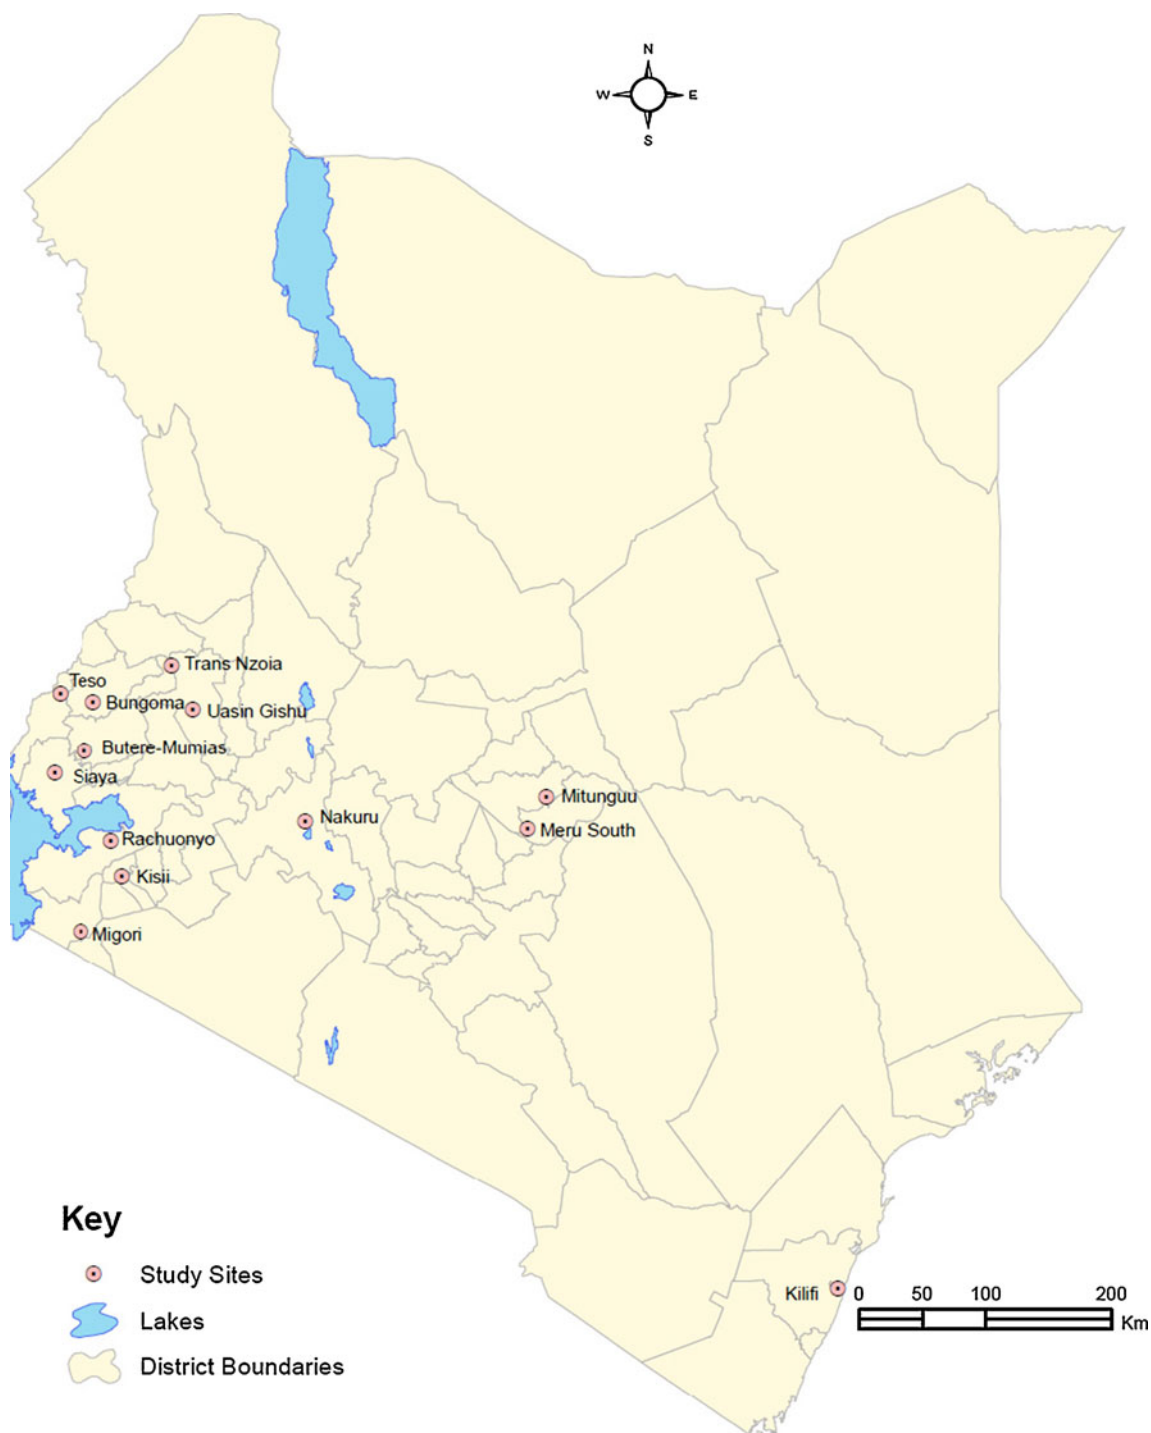 N
W E
S
Trans Nzoia
Teso
Bungoma
Uasin Gishu
Butere-Mumias
Siaya
Mitunguu
Nakuru
Meru South
Rachuonyo
Kisii
Migori
Key
Study Sites
Kilifi
0 50 100 200
Km
Lakes
District Boundaries